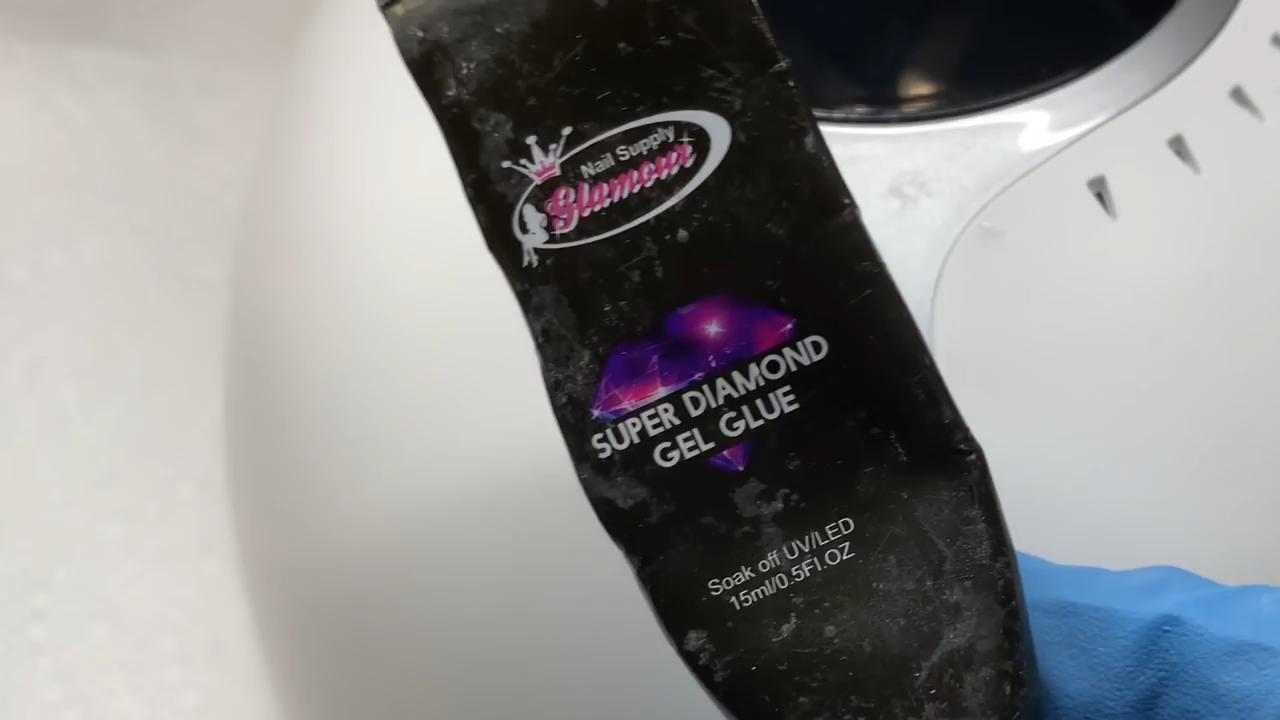 Nail Supply
Glamour
SUPER DIAMOND
GEL GLUE
Soak off UV/LED
15ml/0.5Fl.OZ